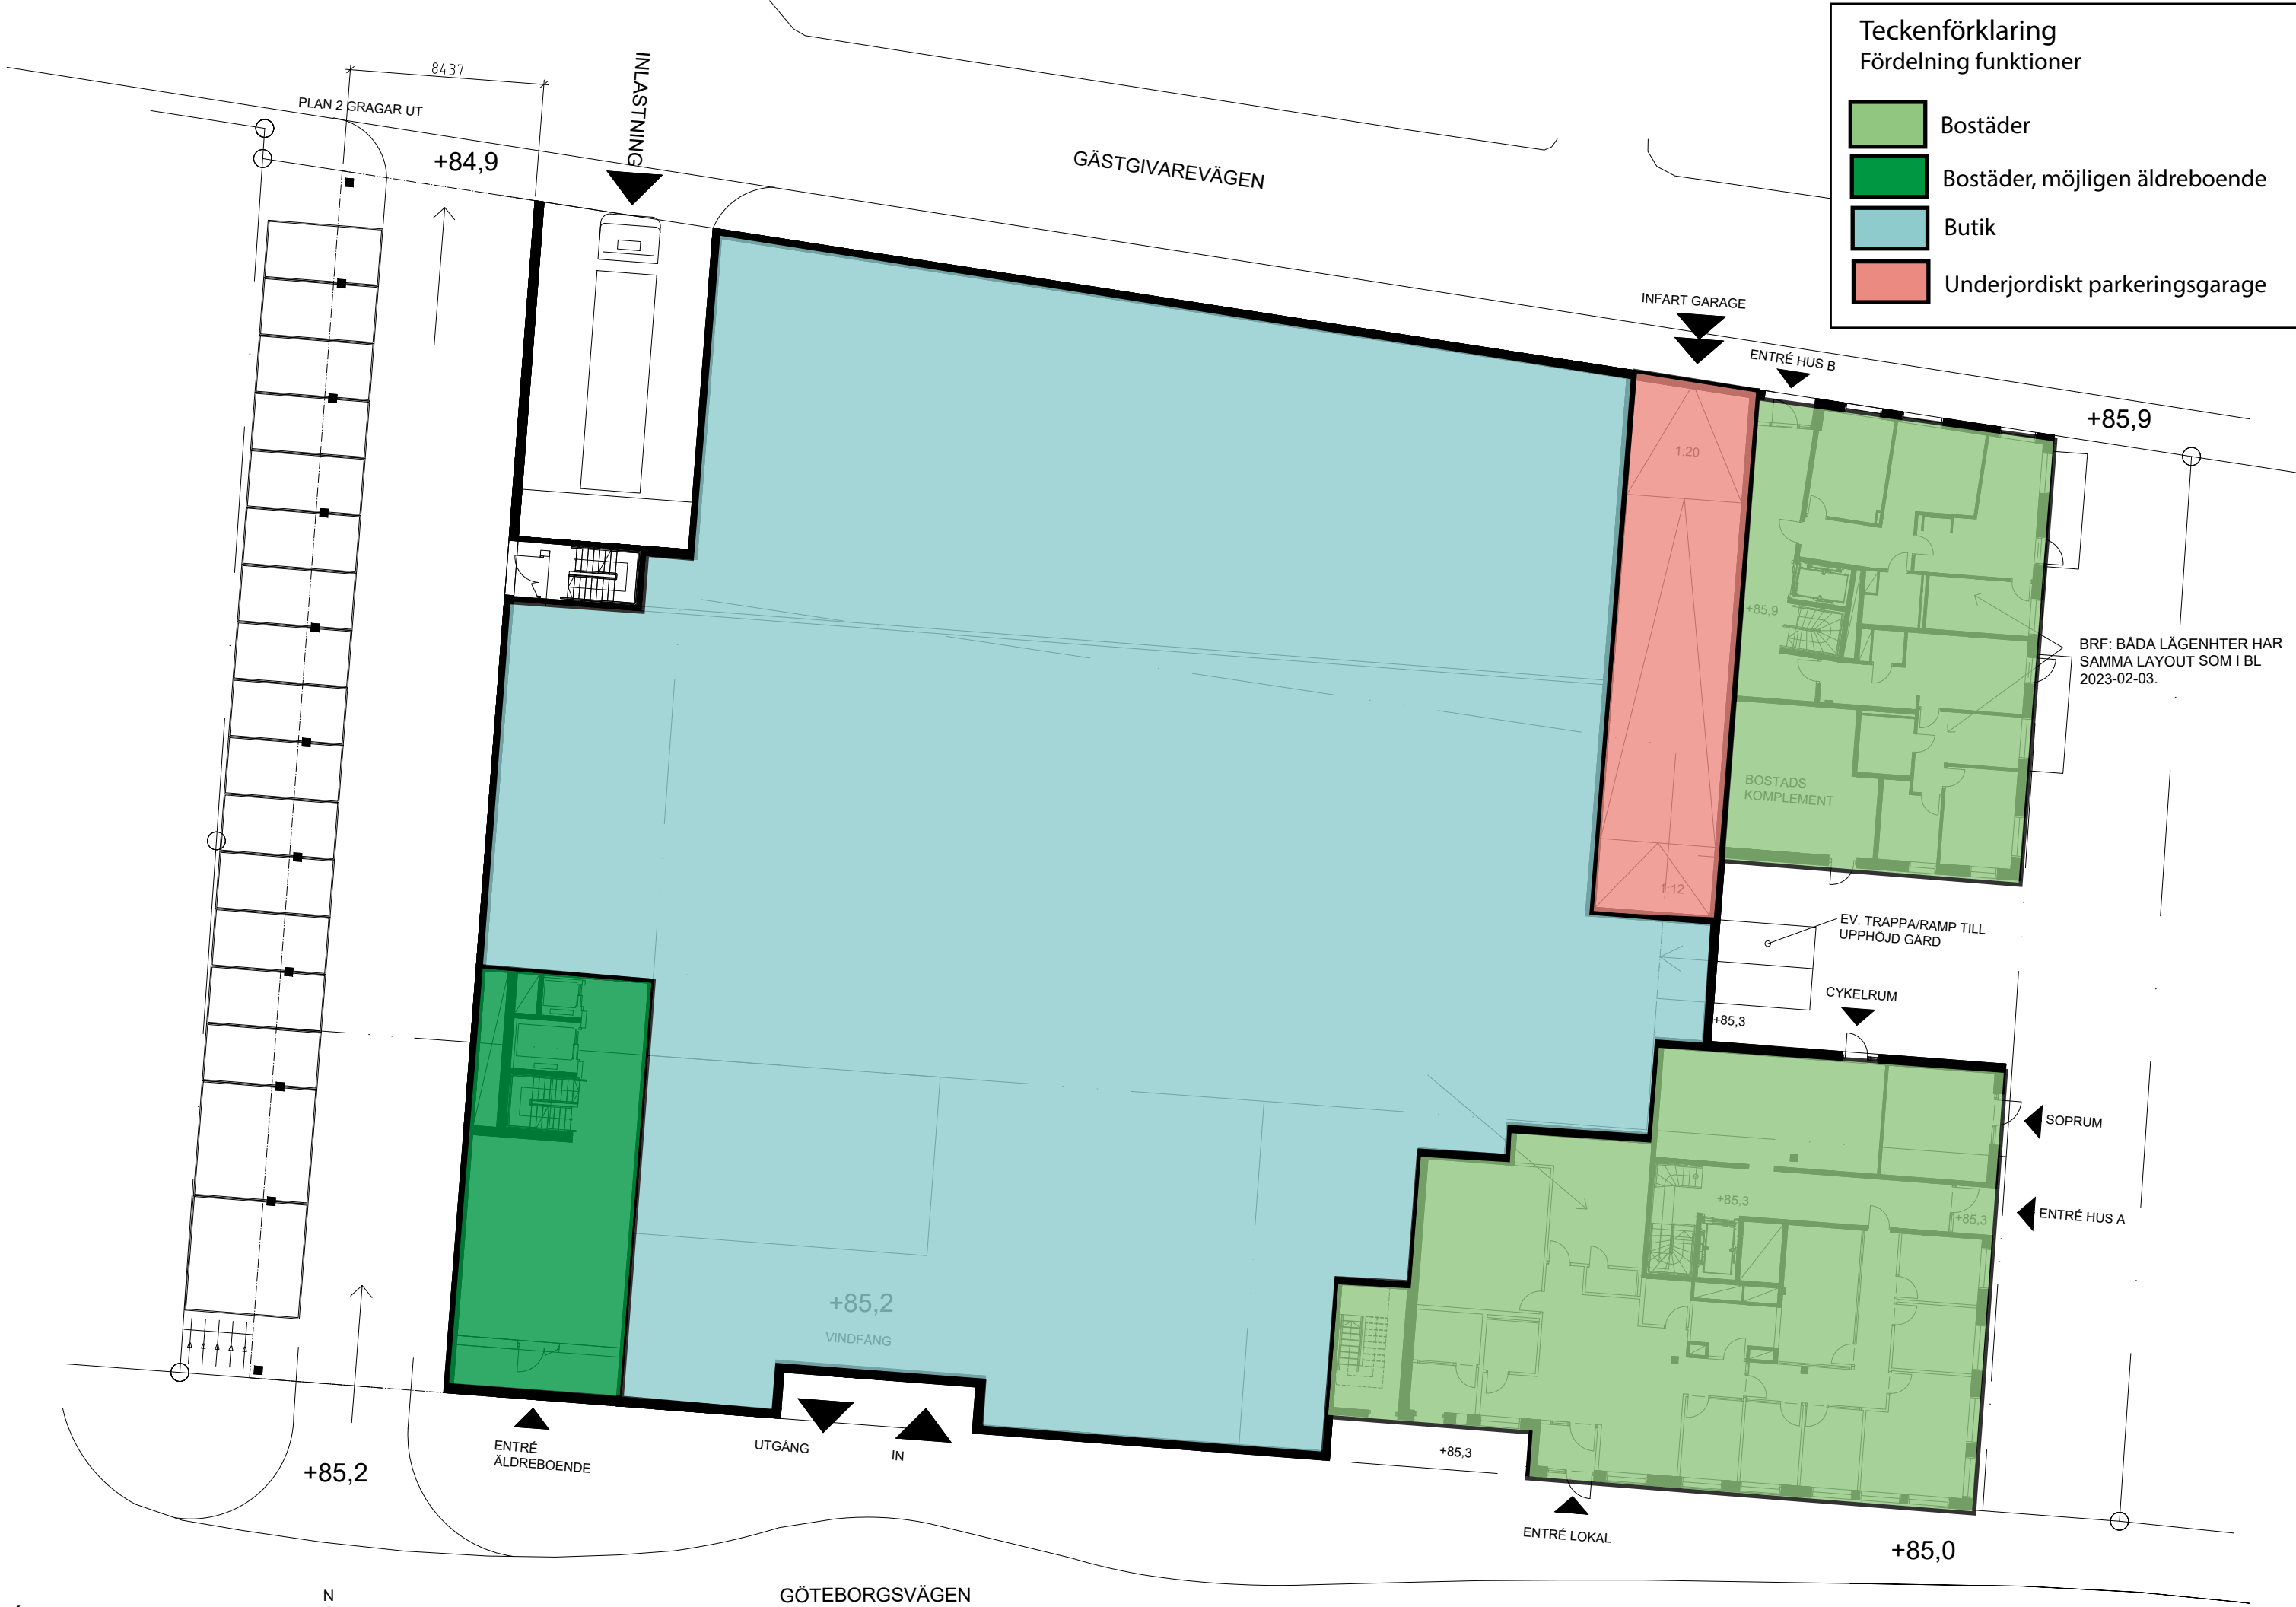 Teckenförklaring
Fördelning funktioner
Bostäder
Bostäder, möjligen äldreboende
Butik
Underjordiskt parkeringsgarage
8437
PLAN 2 GRAGAR UT
+84,9
INLASTNING
GÄSTGIVAREVÄGEN
INFART GARAGE
ENTRÉ HUS B
+85,9
1:20
+85,9
BRF: BÅDA LÄGENHTER HAR
SAMMA LAYOUT SOM I BL
2023-02-03.
BOSTADS
KOMPLEMENT
1:12
EV. TRAPPA/RAMP TILL
UPPHÖJD GÅRD
CYKELRUM
+85,3
SOPRUM
+85,3
+85,3
ENTRÉ HUS A
+85,2
VINDFÅNG
ENTRÉ
ÄLDREBOENDE
UTGÅNG
IN
+85,3
+85,2
ENTRÉ LOKAL
+85,0
N
GÖTEBORGSVÄGEN